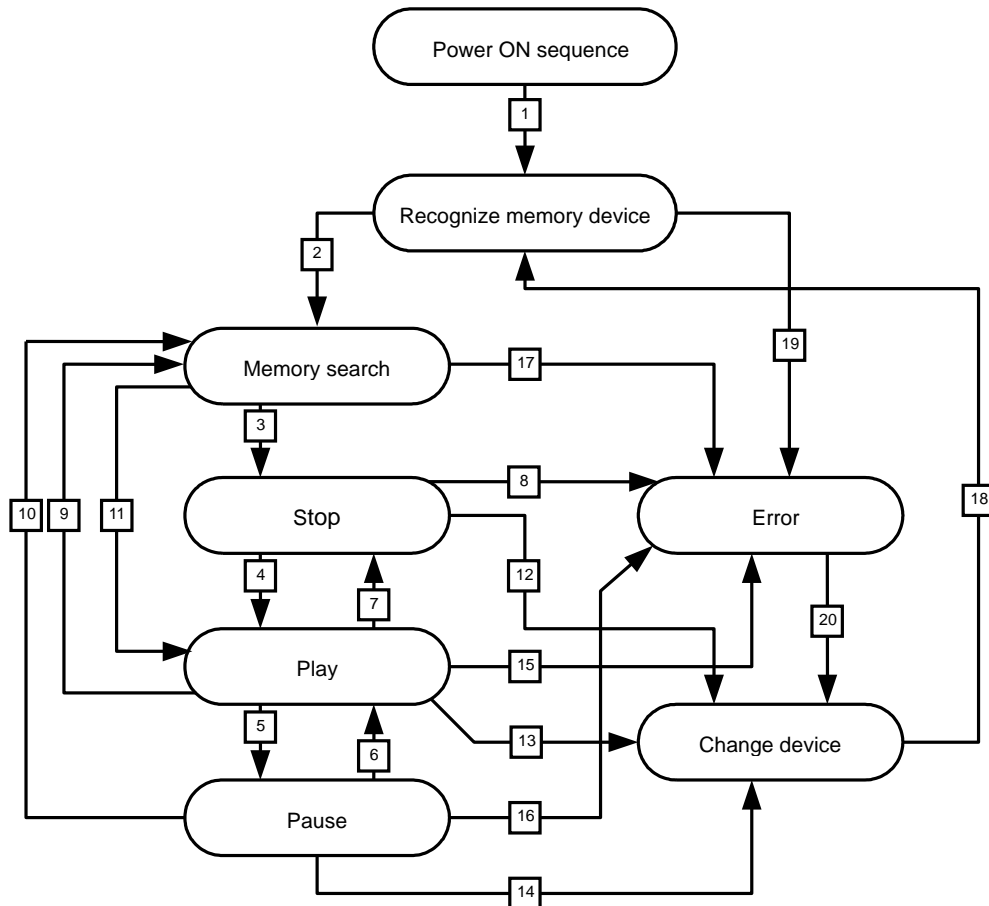 Power ON sequence
1
Recognize memory device
2
19
Memory search
17
3
10
9
11
Stop
8
Error
18
4
7
12
20
Play
15
5
6
13
Change device
Pause
16
14